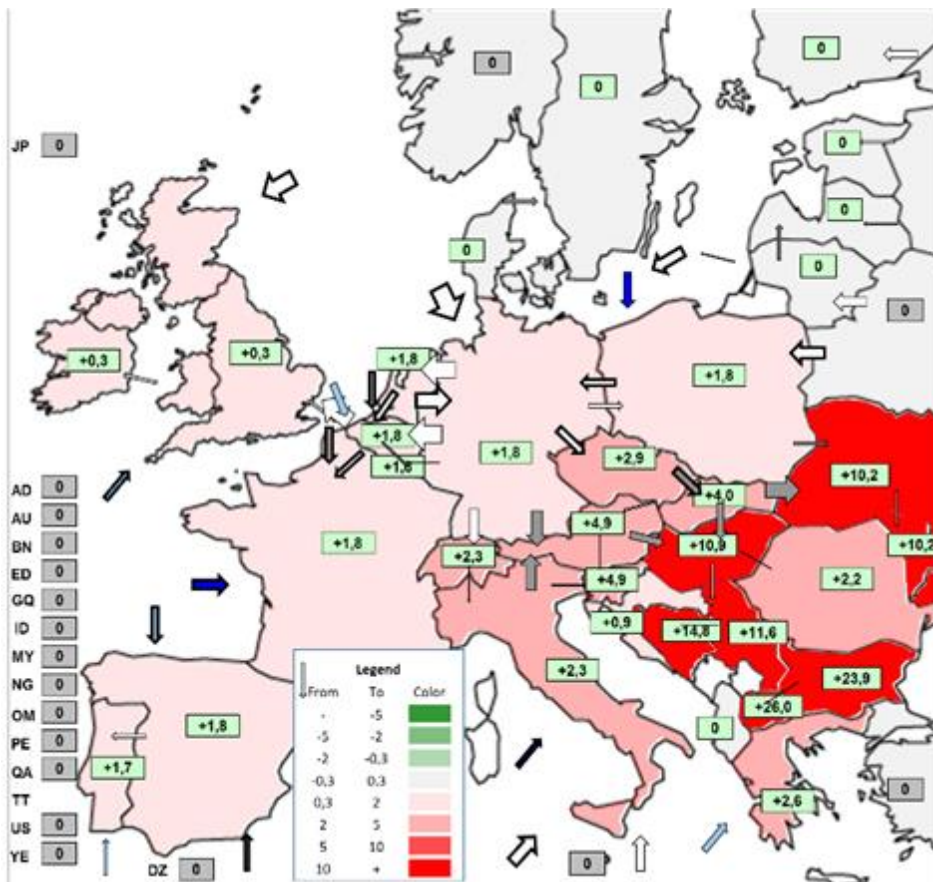 0
0
0
JP 0
0
0
0
0
0
+0,3
+0,3
+1,8
+1,8
+1,8
+1,8
+1,8
+2,9
+10,2
AD 0
+4,0
AU 0
+4,9
+1,8
BN 0
+2,3
+10,9
+10,2
ED 0
+4,9
+2,2
GQ 0
+0,9
ID 0
+14,8
+11,6
MY 0
Legend
+2,3
+23,9
NG 0
From To Color
+26,0
OM 0
- -5
+1,8
0
PE 0
-5 -2
QA 0
-2 -0,3
+1,7
0
-0,3 0,3
TT
0,3 2
+2,6
US 0
2 5
YE 0
5 10
DZ 0
0
10 +